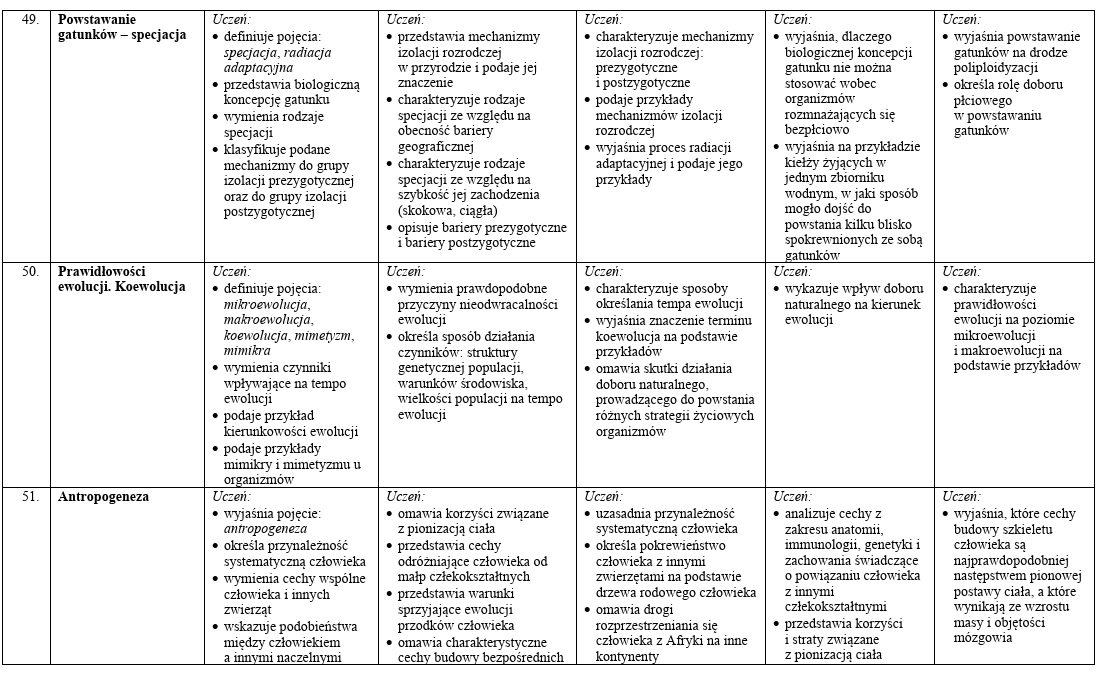 49.
Powstawanie
gatunków – specjacja
Uczeń:
• definiuje pojęcia:
specjacja, radiacja
adaptacyjna
• przedstawia biologiczną
koncepcję gatunku
• wymienia rodzaje
specjacji
• klasyfikuje podane
mechanizmy do grupy
izolacji prezygotycznej
oraz do grupy izolacji
postzygotycznej
Uczeń:
• przedstawia mechanizmy
izolacji rozrodczej
w przyrodzie i podaje jej
znaczenie
• charakteryzuje rodzaje
specjacji ze względu na
obecność bariery
geograficznej
• charakteryzuje rodzaje
specjacji ze względu na
szybkość jej zachodzenia
(skokowa, ciągła)
• opisuje bariery prezygotyczne
i bariery postzygotyczne
Uczeń:
• charakteryzuje mechanizmy
izolacji rozrodczej:
prezygotyczne
i postzygotyczne
• podaje przykłady
mechanizmów izolacji
rozrodczej
• wyjaśnia proces radiacji
adaptacyjnej i podaje jego
przykłady
Uczeń:
• wyjaśnia, dlaczego
biologicznej koncepcji
gatunku nie można
stosować wobec
organizmów
rozmnażających się
bezpłciowo
• wyjaśnia na przykładzie
kiełży żyjących w
jednym zbiorniku
wodnym, w jaki sposób
mogło dojść do
powstania kilku blisko
spokrewnionych ze sobą
gatunków
Uczeń:
• wyjaśnia powstawanie
gatunków na drodze
poliploidyzacji
• określa rolę doboru
płciowego
w powstawaniu
gatunków
50.
Prawidłowości
ewolucji. Koewolucja
Uczeń:
• definiuje pojęcia:
mikroewolucja,
makroewolucja,
koewolucja, mimetyzm,
mimikra
• wymienia czynniki
wpływające na tempo
ewolucji
• podaje przykład
kierunkowości ewolucji
• podaje przykłady
mimikry i mimetyzmu u
organizmów
Uczeń:
• wymienia prawdopodobne
przyczyny nieodwracalności
ewolucji
• określa sposób działania
czynników: struktury
genetycznej populacji,
warunków środowiska,
wielkości populacji na tempo
ewolucji
Uczeń:
• charakteryzuje sposoby
określania tempa ewolucji
• wyjaśnia znaczenie terminu
koewolucja na podstawie
przykładów
• omawia skutki działania
doboru naturalnego,
prowadzącego do powstania
różnych strategii życiowych
organizmów
Uczeń:
• wykazuje wpływ doboru
naturalnego na kierunek
ewolucji
Uczeń:
• charakteryzuje
prawidłowości
ewolucji na poziomie
mikroewolucji
i makroewolucji na
podstawie przykładów
51.
Antropogeneza
Uczeń:
• wyjaśnia pojęcie:
antropogeneza
• określa przynależność
systematyczną człowieka
• wymienia cechy wspólne
człowieka i innych
zwierząt
• wskazuje podobieństwa
między człowiekiem
a innymi naczelnymi
Uczeń:
• omawia korzyści związane
z pionizacją ciała
• przedstawia cechy
odróżniające człowieka od
małp człekokształtnych
• przedstawia warunki
sprzyjające ewolucji
przodków człowieka
• omawia charakterystyczne
cechy budowy bezpośrednich
Uczeń:
• uzasadnia przynależność
systematyczną człowieka
• określa pokrewieństwo
człowieka z innymi
zwierzętami na podstawie
drzewa rodowego człowieka
• omawia drogi
rozprzestrzeniania się
człowieka z Afryki na inne
kontynenty
Uczeń:
• analizuje cechy z
zakresu anatomii,
immunologii, genetyki i
zachowania świadczące
o powiązaniu człowieka
z innymi
człekokształtnymi
• przedstawia korzyści
i straty związane
z pionizacją ciała
Uczeń:
• wyjaśnia, które cechy
budowy szkieletu
człowieka są
najprawdopodobniej
następstwem pionowej
postawy ciała, a które
wynikają ze wzrostu
masy i objętości
mózgowia